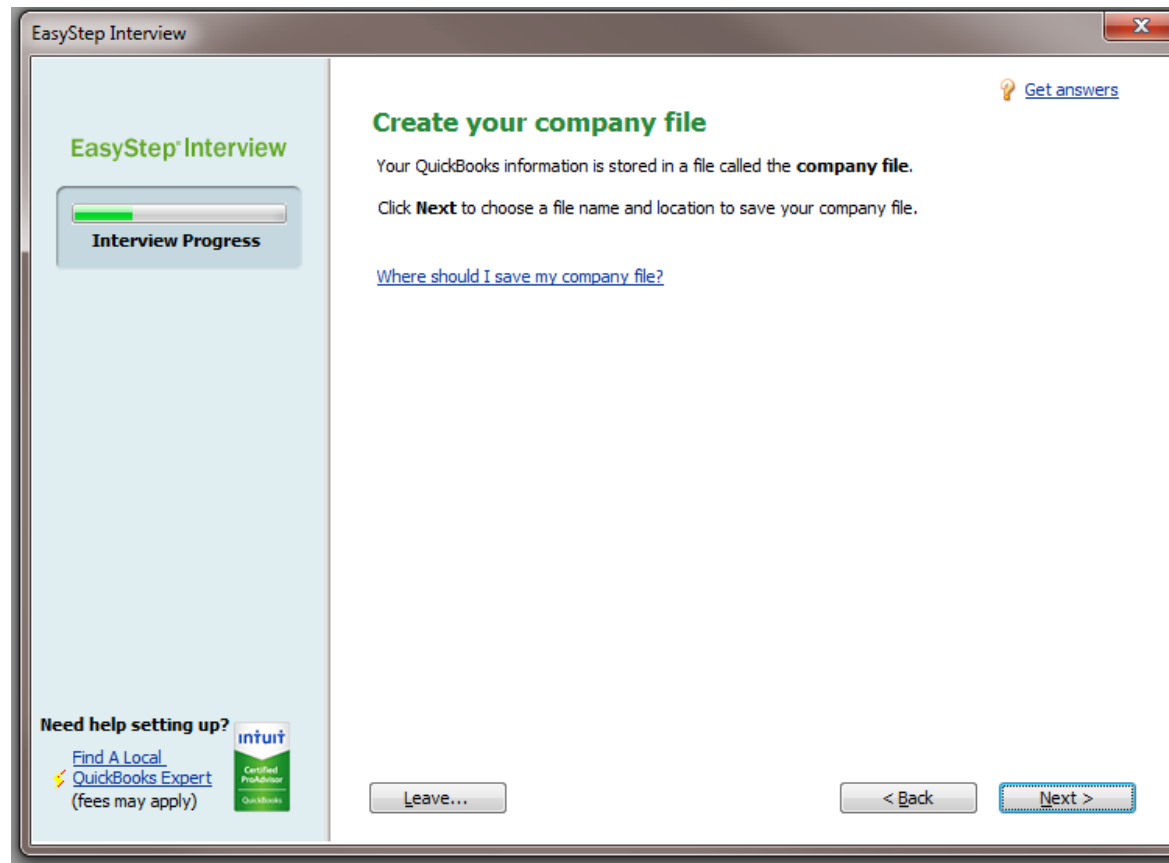 EasyStep Interview
X
Get answers
EasyStep® Interview
Interview Progress
Create your company file
Your QuickBooks information is stored in a file called the company file.
Click Next to choose a file name and location to save your company file.
Where should I save my company file?
Need help setting up?
Find A Local
QuickBooks Expert
(fees may apply)
intuit
Certified
ProAdvisor
QuickBooks
Leave...
< Back
Next >